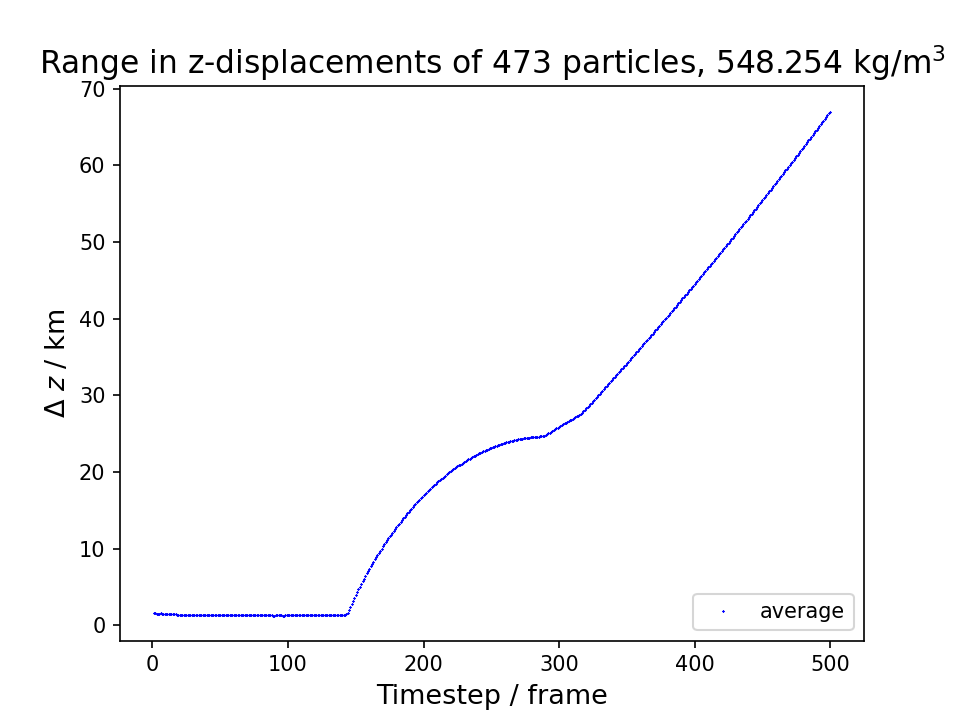 Range in z-displacements of 473 particles, 548.254 kg/m³
70
60
50
40
30
20
10
0
Δ z / km
average
0 100 200 300 400 500
Timestep / frame